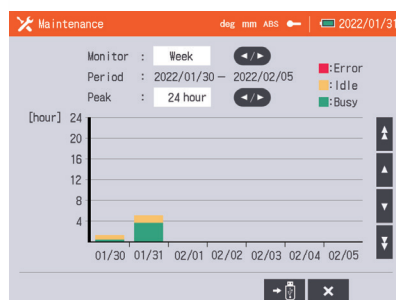 Maintenance deg mm ABS 2022/01/31
Monitor : Week ◄/►
Period : 2022/01/30 – 2022/02/05
Peak : 24 hour ◄/►
:Error
:Idle
:Busy
[hour] 24
20
16
12
8
4
01/30 01/31 02/01 02/02 02/03 02/04 02/05